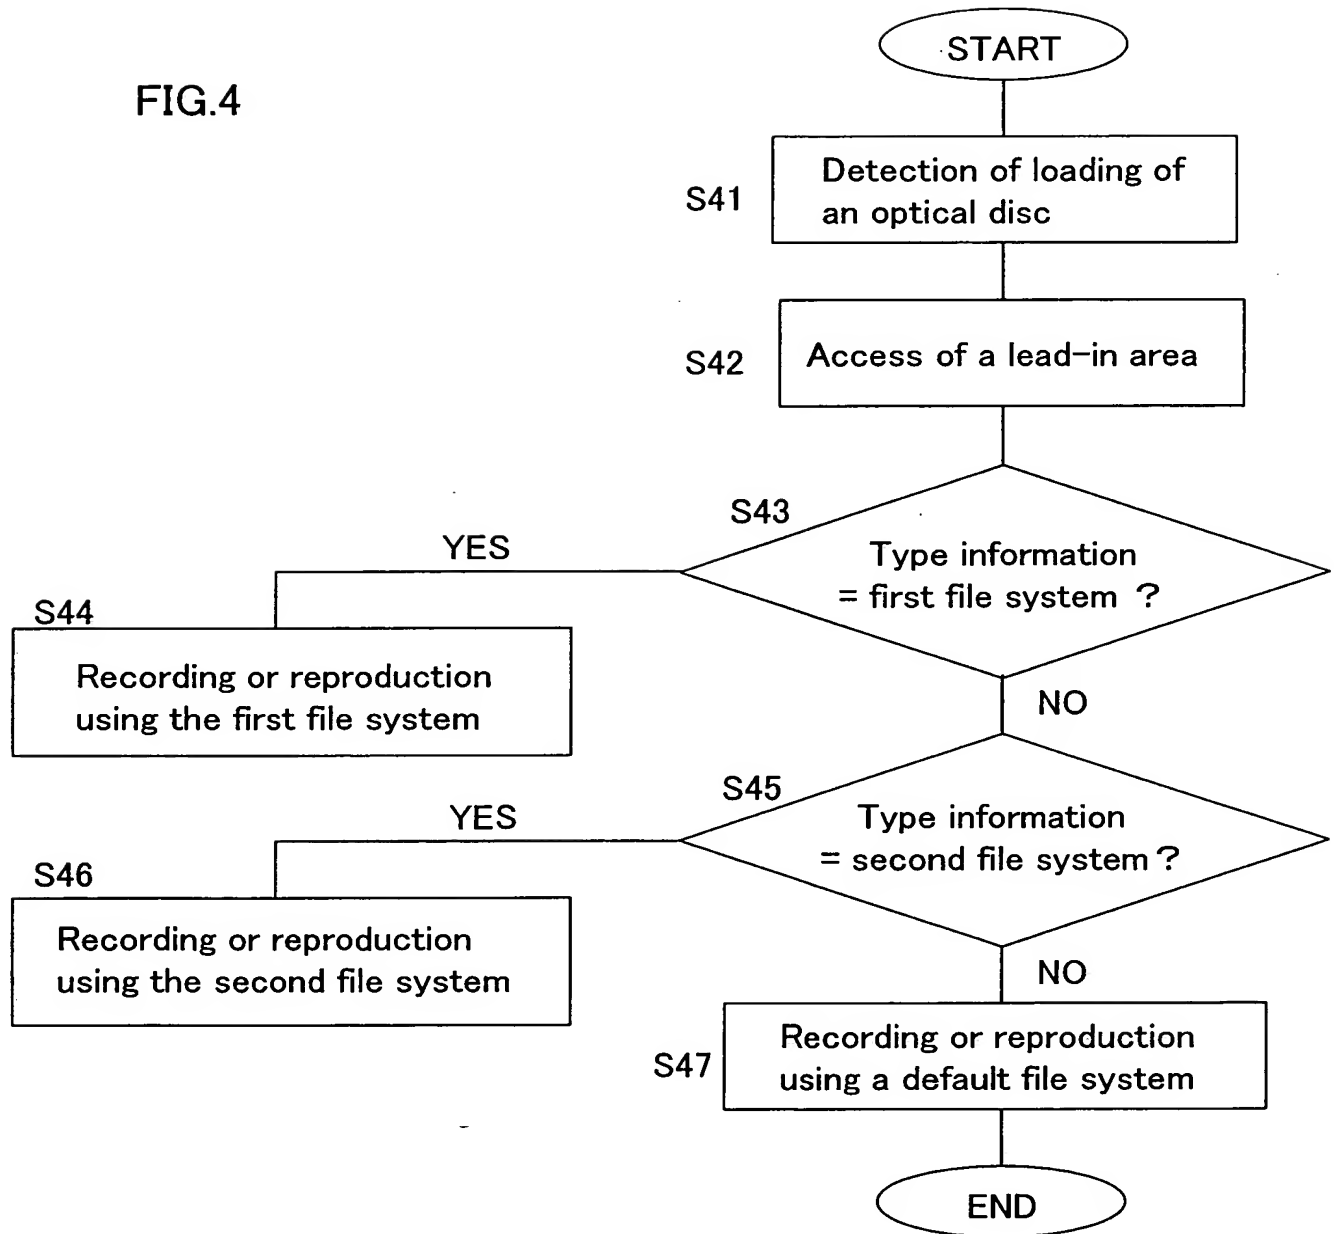 START
FIG.4
Detection of loading of
an optical disc
S41
Access of a lead-in area
S42
S43
Type information
= first file system ?
YES
NO
S44
Recording or reproduction
using the first file system
S45
Type information
= second file system ?
YES
NO
S46
Recording or reproduction
using the second file system
S47
Recording or reproduction
using a default file system
END